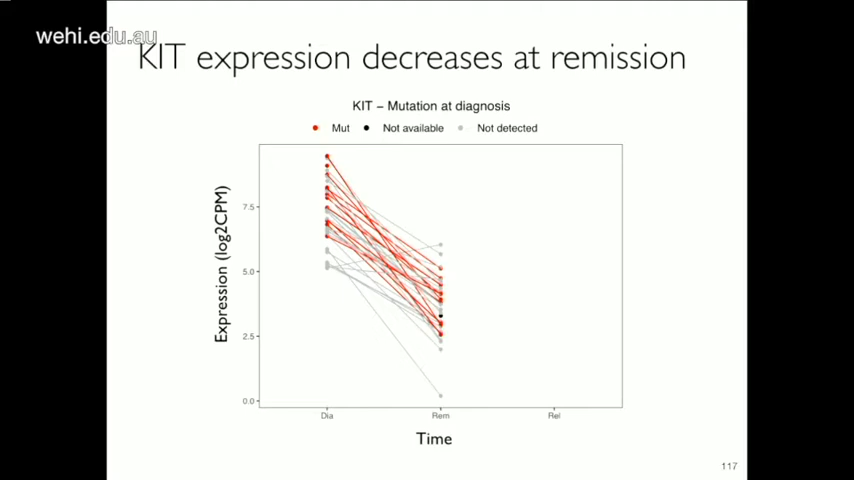 wehi.edu.au
KIT expression decreases at remission
KIT – Mutation at diagnosis
Mut Not available Not detected
Expression (log2CPM)
7.5
5.0
2.5
0.0
Dia Rem Rel
Time
117